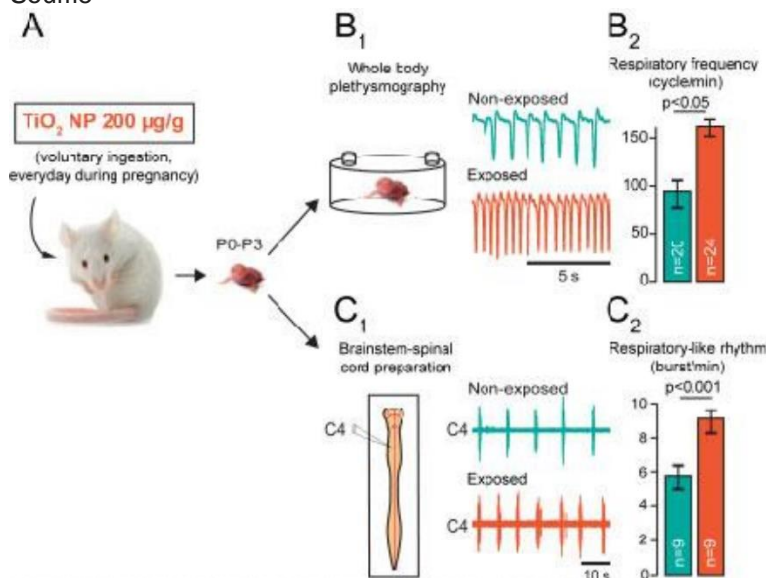 A
TiO2 NP 200 µg/g
(voluntary ingestion,
everyday during pregnancy)
P0-P3
B1
Whole body
plethysmography
Non-exposed
Exposed
5 s
B2
Respiratory frequency
(cycle/min)
p<0.05
150
100
50
0
n=20
n=24
C1
Brainstem-spinal
cord preparation
C4
Non-exposed
C4
Exposed
C4
10 s
C2
Respiratory-like rhythm
(burst/min)
p<0.001
10
8
6
4
2
0
n=9
n=9